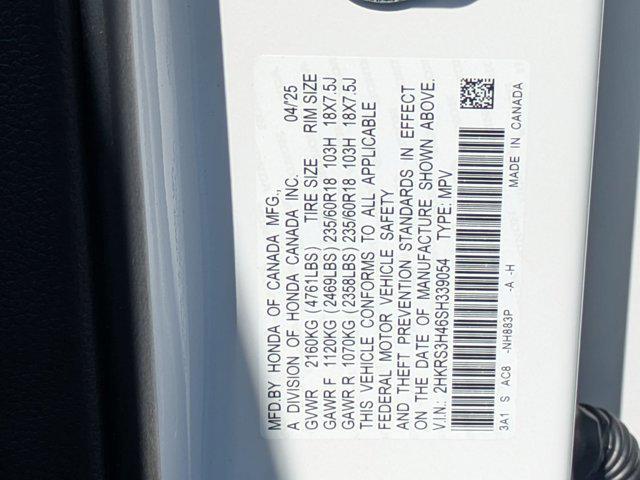 MFD.BY HONDA OF CANADA MFG.,
A DIVISION OF HONDA CANADA INC. 04/'25
GVWR 2160KG (4761LBS) TIRE SIZE RIM SIZE
GAWR F 1120KG (2469LBS) 235/60R18 103H 18X7.5J
GAWR R 1070KG (2358LBS) 235/60R18 103H 18X7.5J
THIS VEHICLE CONFORMS TO ALL APPLICABLE
FEDERAL MOTOR VEHICLE SAFETY
AND THEFT PREVENTION STANDARDS IN EFFECT
ON THE DATE OF MANUFACTURE SHOWN ABOVE.
V.I.N.: 2HKRS3H46SH339054 TYPE: MPV
3A1 S AC8 -NH883P -A -H MADE IN CANADA